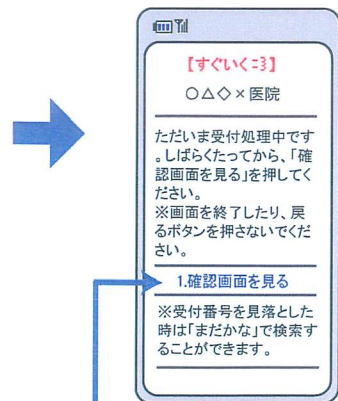 【すぐいくヨ】
○△◇×医院
ただいま受付処理中です
。しばらくたってから、「確
認画面を見る」を押してく
ださい。
※画面を終了したり、戻
るボタンを押さないでくだ
さい。
1.確認画面を見る
※受付番号を見落とした
時は「まだかな」で検索す
ることができます。